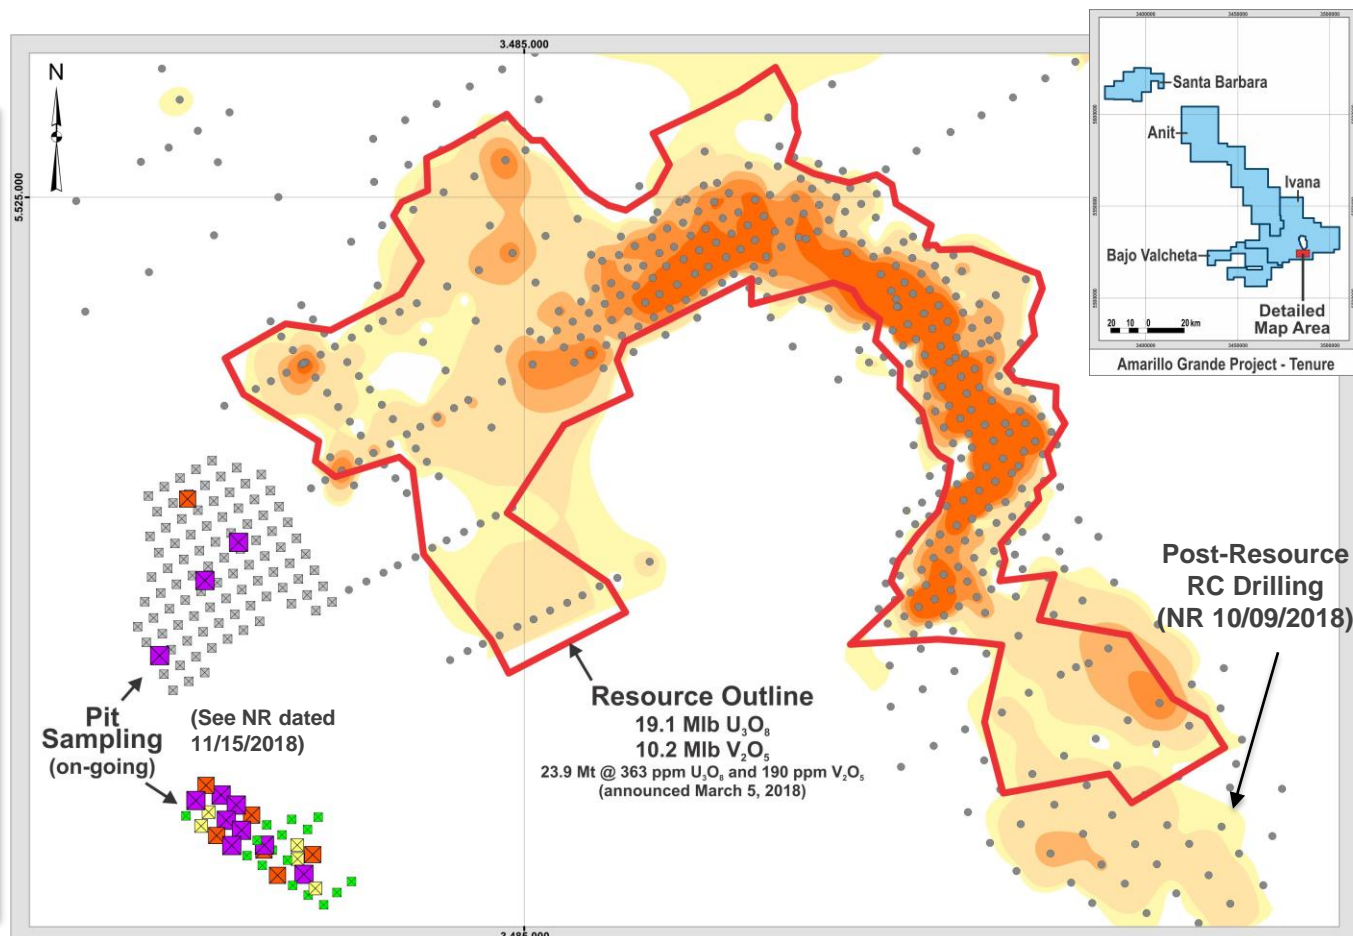 3.485.000
N
5.525.000
Santa Barbara
Anit
Ivana
Bajo Valcheta
Detailed
Map Area
20 10 0 20 km
3400000
3450000
3500000
Amarillo Grande Project - Tenure
Post-Resource
RC Drilling
(NR 10/09/2018)
Resource Outline
19.1 Mlb U₃O₈
10.2 Mlb V₂O₅
23.9 Mt @ 363 ppm U₃O₈ and 190 ppm V₂O₅
(announced March 5, 2018)
Pit
Sampling
(on-going)
(See NR dated
11/15/2018)
3.485.000